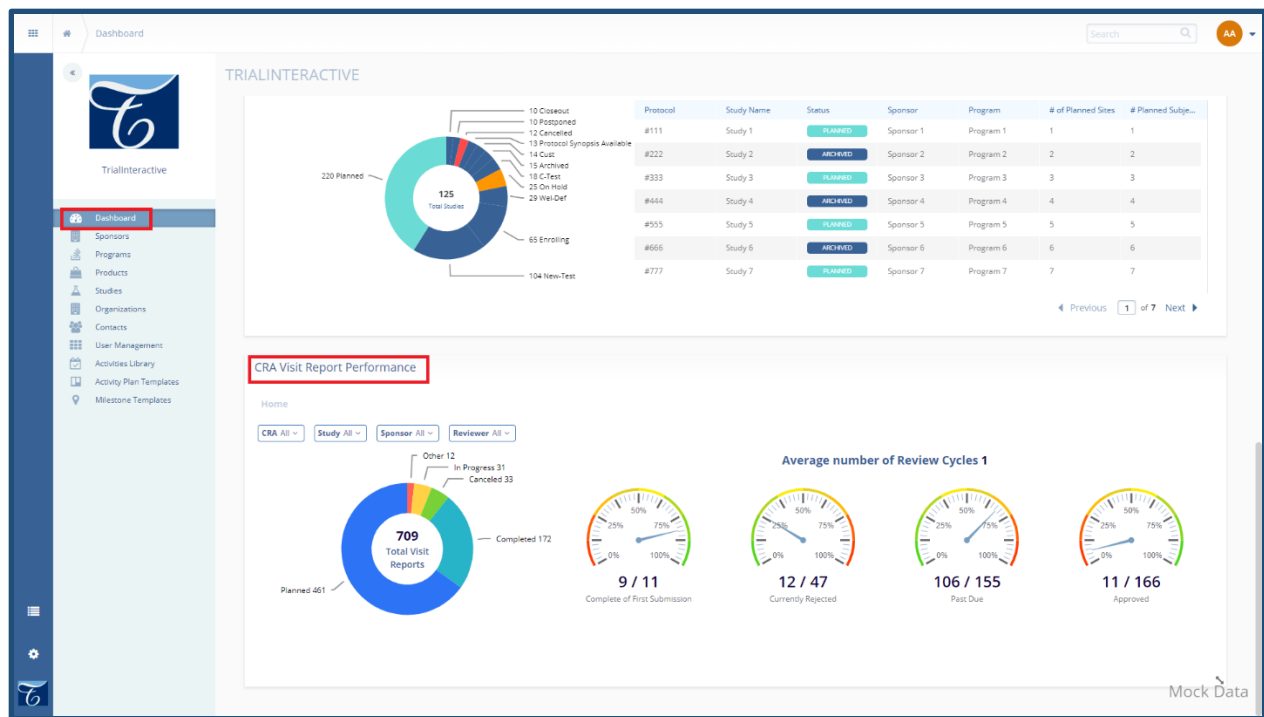 Dashboard
Search
AA
TrialInteractive
Dashboard
Sponsors
Programs
Products
Studies
Organizations
Contacts
User Management
Activities Library
Activity Plan Templates
Milestone Templates
TRIALINTERACTIVE
10 Closeout
10 Postponed
12 Cancelled
13 Protocol Synopsis Available
14 Cust
15 Archived
18 C-Test
25 On Hold
29 Wel-Def
65 Enrolling
104 New-Test
220 Planned
125
Total Studies
Protocol Study Name Status Sponsor Program # of Planned Sites # Planned Subje...
#111 Study 1 PLANNED Sponsor 1 Program 1 1 1
#222 Study 2 ARCHIVED Sponsor 2 Program 2 2 2
#333 Study 3 PLANNED Sponsor 3 Program 3 3 3
#444 Study 4 ARCHIVED Sponsor 4 Program 4 4 4
#555 Study 5 PLANNED Sponsor 5 Program 5 5 5
#666 Study 6 ARCHIVED Sponsor 6 Program 6 6 6
#777 Study 7 PLANNED Sponsor 7 Program 7 7 7
Previous 1 of 7 Next
CRA Visit Report Performance
Home
CRA All
Study All
Sponsor All
Reviewer All
Other 12
In Progress 31
Canceled 33
Completed 172
Planned 461
709
Total Visit
Reports
Average number of Review Cycles 1
0% 25% 50% 75% 100%
9 / 11
Complete of First Submission
0% 25% 50% 75% 100%
12 / 47
Currently Rejected
0% 25% 50% 75% 100%
106 / 155
Past Due
0% 25% 50% 75% 100%
11 / 166
Approved
Mock Data